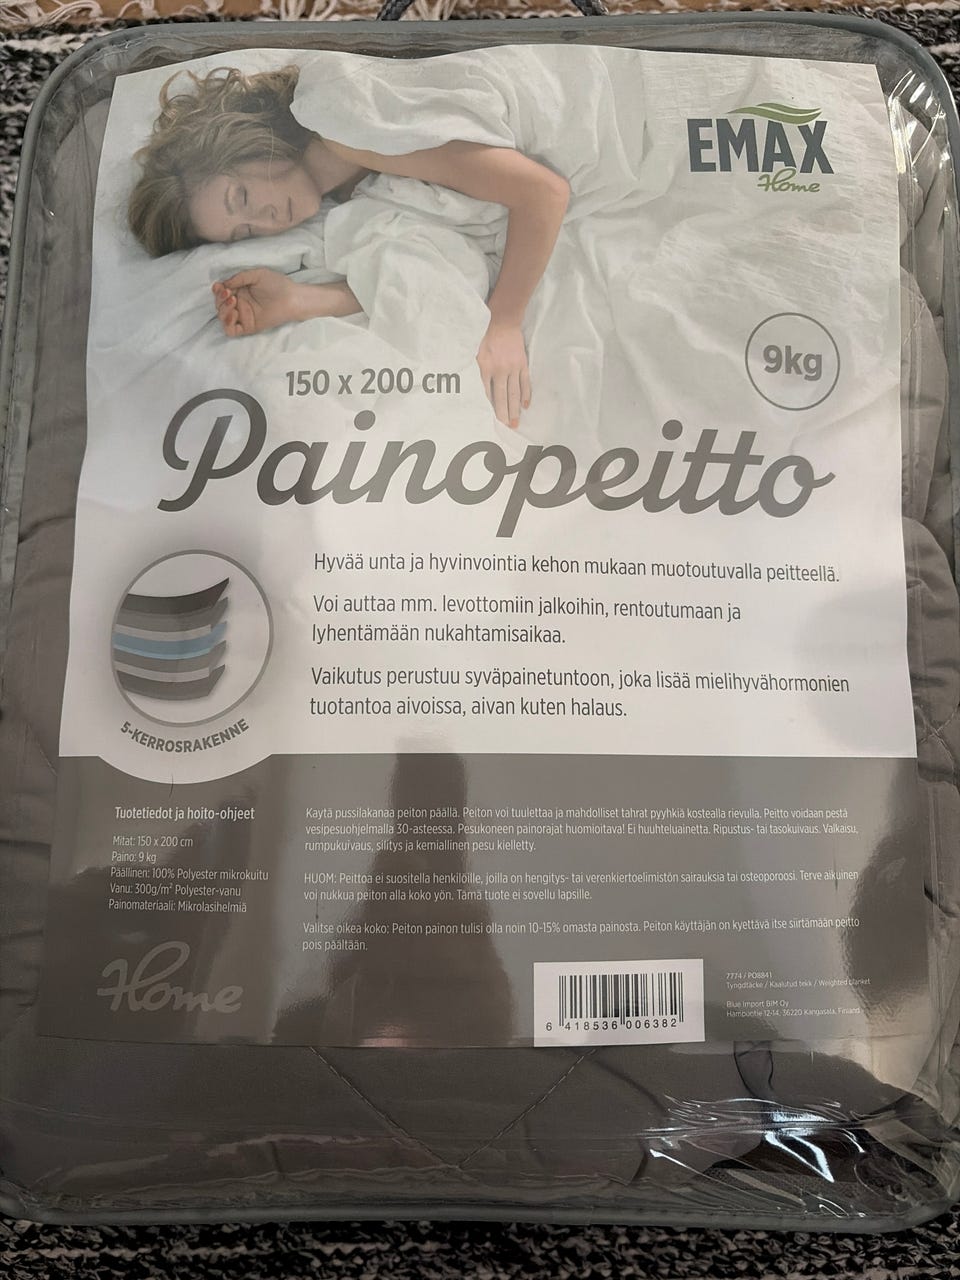 EMAX
Home
9kg
150 x 200 cm
Painopeitto
Hyvää unta ja hyvinvointia kehon mukaan muotoutuvalla peitteellä.
Voi auttaa mm. levottomiin jalkoihin, rentoutumaan ja
lyhentämään nukahtamisaikaa.
Vaikutus perustuu syväpainetuntoon, joka lisää mielihyvähormonien
tuotantoa aivoissa, aivan kuten halaus.
5-KERROSRAKENNE
Tuotetiedot ja hoito-ohjeet
Mitat: 150 x 200 cm
Paino: 9 kg
Päällinen: 100% Polyester mikrokuitu
Vanu: 300g/m² Polyester-vanu
Painomateriaali: Mikrolasihelmiä
Home
Kaytä pussilakanaa peiton päällä. Peiton voi tuulettaa ja mahdolliset tahrat pyyhkiä kostealla rievulla. Peitto voidaan pestä
vesipesuohjelmalla 30-asteessa. Pesukoneen painorajat huomioitava! Ei huuhteluainetta. Ripustus- tai tasokuivaus. Valkaisu,
rumpukuivaus, silitys ja kemiallinen pesu kielletty.
HUOM: Peittoa ei suositella henkilöille, joilla on hengitys- tai verenkiertoelimistön sairauksia tai osteoporoosi. Terve aikuinen
voi nukkua peiton alla koko yön. Tämä tuote ei sovellu lapsille.
Valitse oikea koko: Peiton painon tulisi olla noin 10-15% omasta painosta. Peiton käyttäjän on kyettävä itse siirtämään peitto
pois päältään.
6 418536 006382
7774 / PO8841
Tyngdtäcke / Kaalutud tekk / Weighted blanket
Blue Import BIM Oy
Hampuntie 12-14, 36220 Kangasala, Finland